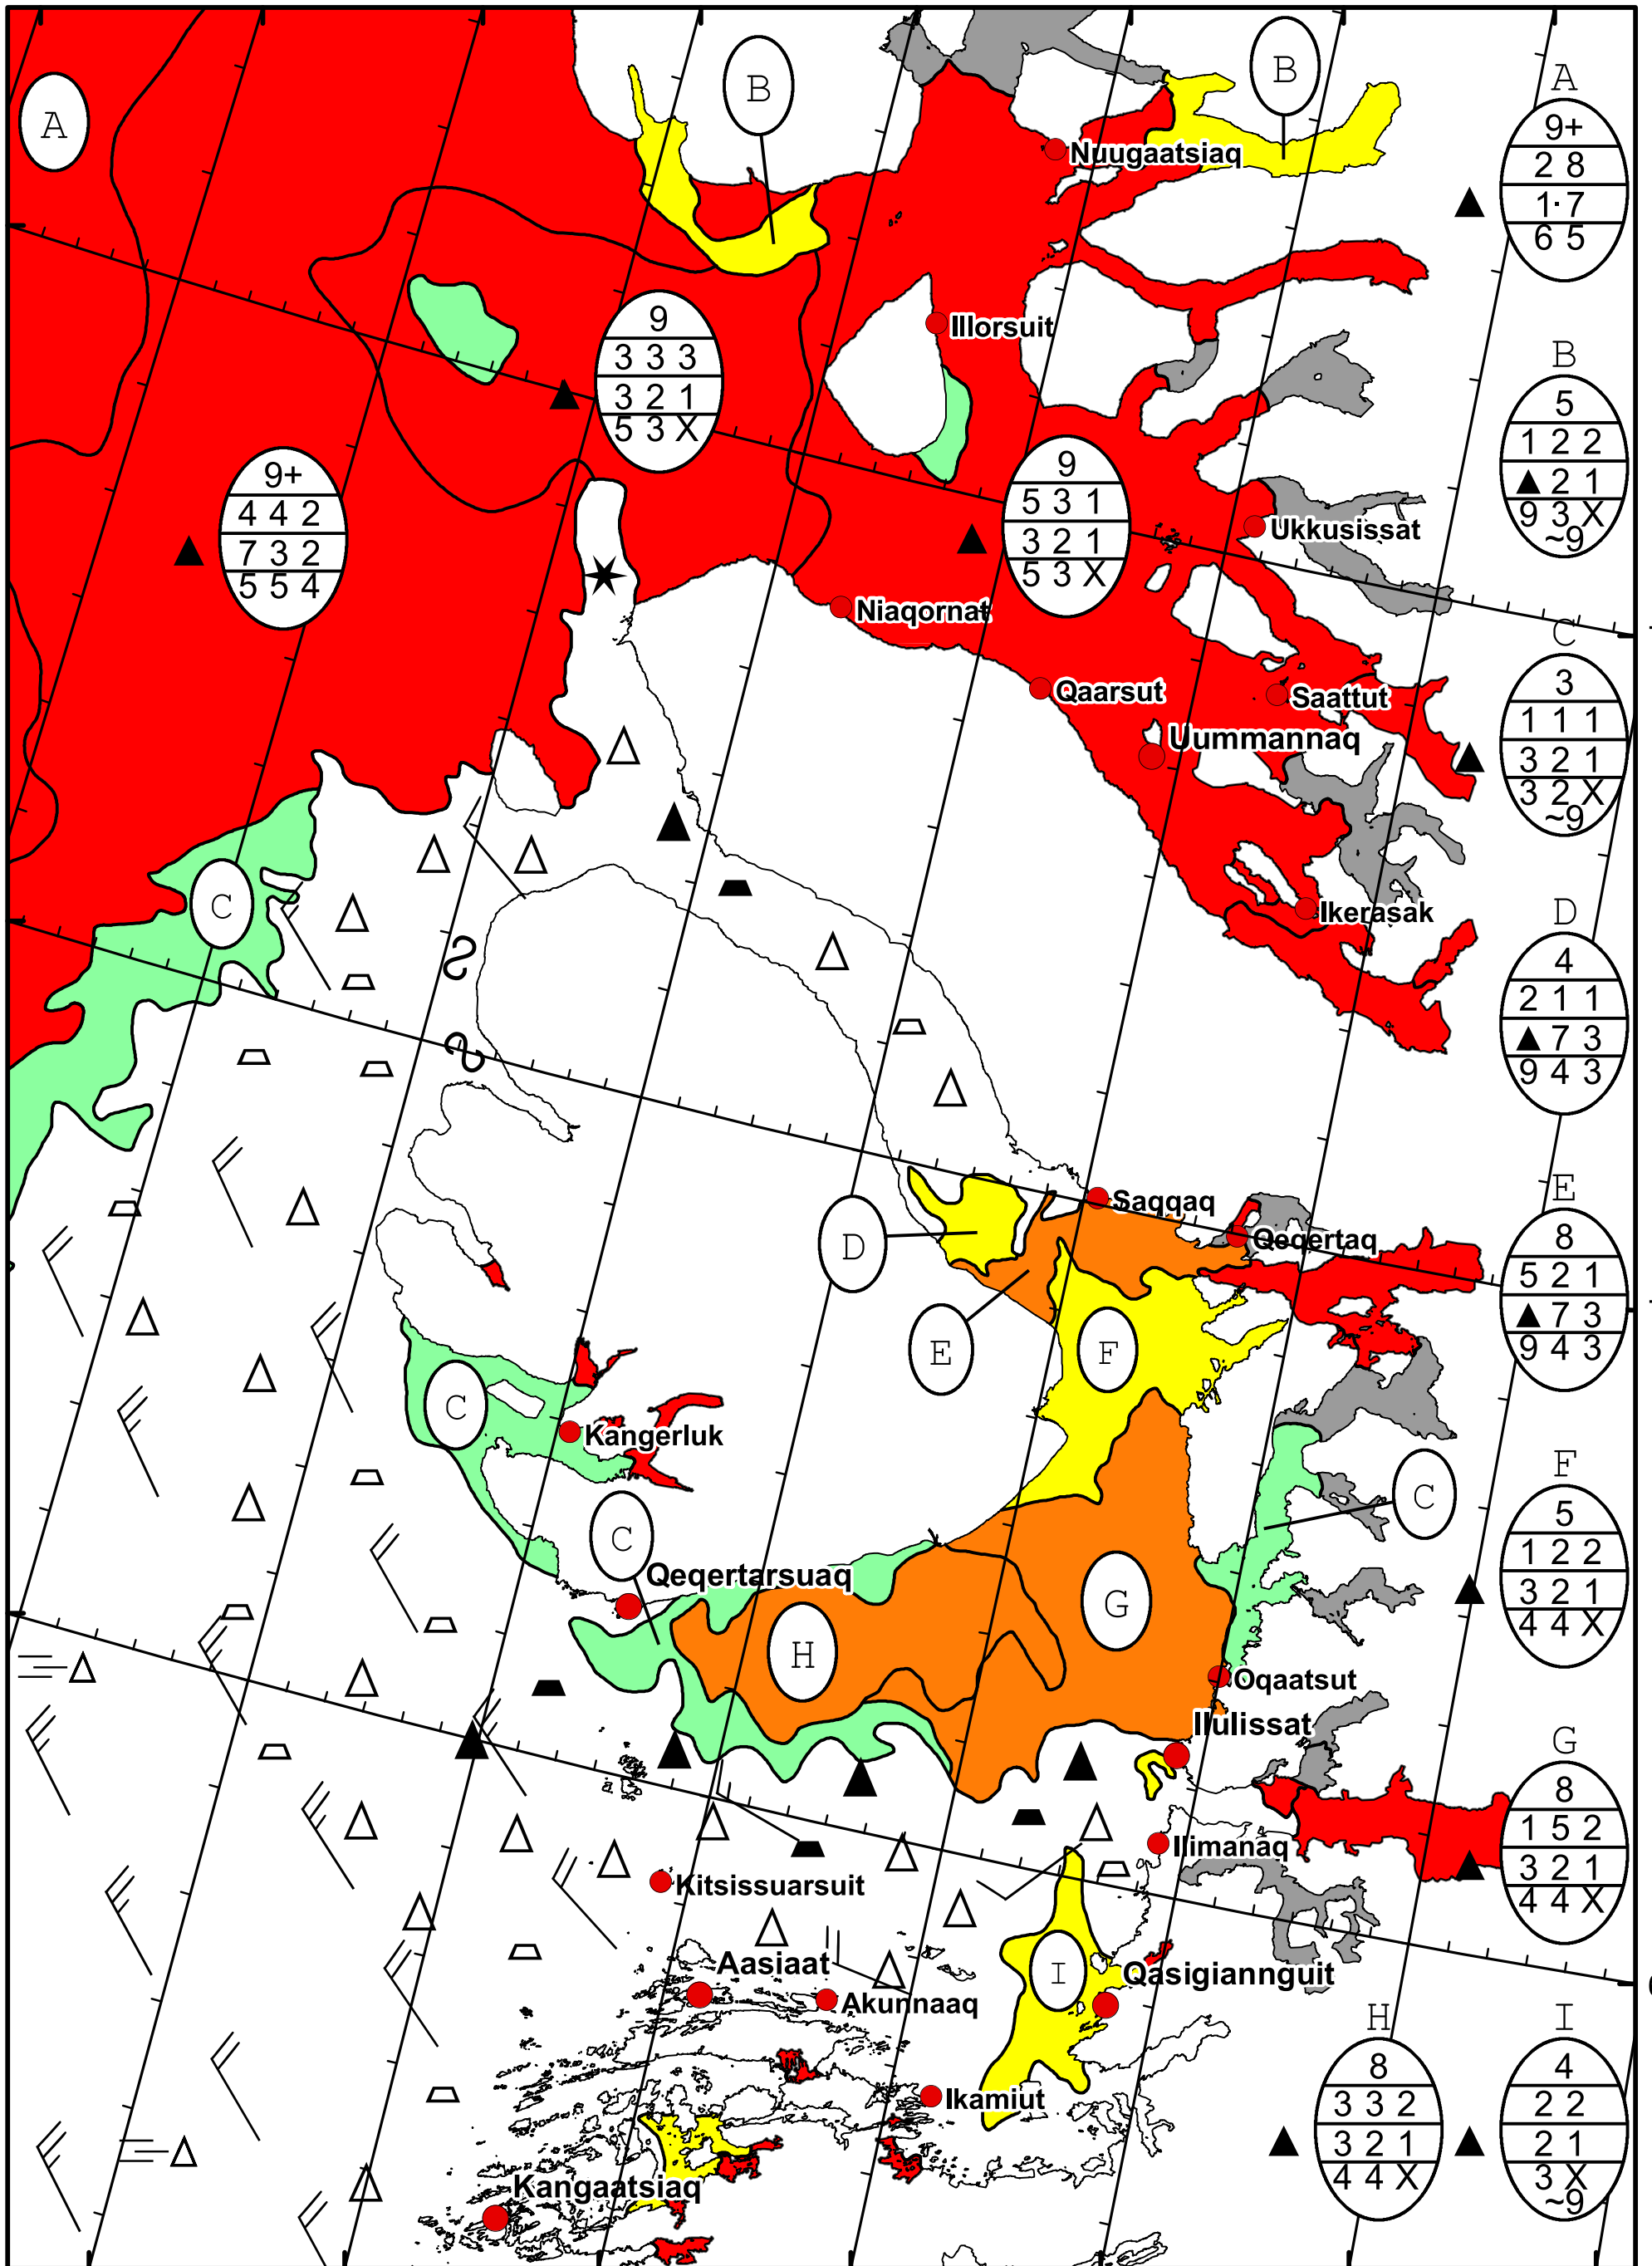 A
B
B
A
9+
2 8
1·7
6 5
Nuugaatsiaq
Illorsuit
9
3 3 3
3 2 1
5 3 X
B
5
1 2 2
▲ 2 1
9 3 X
~9
9+
4 4 2
7 3 2
5 5 4
9
5 3 1
3 2 1
5 3 X
Ukkusissat
Niaqornat
Qaarsut
Saattut
Uummannaq
C
3
1 1 1
3 2 1
3 2 X
~9
C
Ikerasak
D
4
2 1 1
▲ 7 3
9 4 3
Saqqaq
Qeqertaq
D
E
F
E
8
5 2 1
▲ 7 3
9 4 3
C
Kangerluk
C
C
F
5
1 2 2
3 2 1
4 4 X
Qeqertarsuaq
G
H
Oqaatsut
Ilulissat
G
8
1 5 2
3 2 1
4 4 X
Ilimanaq
Kitsissuarsuit
Aasiaat
I
Qasigiannguit
Akunnaaq
Ikamiut
Kangaatsiaq
H
8
3 3 2
3 2 1
4 4 X
I
4
2 2
2 1
3 X
~9